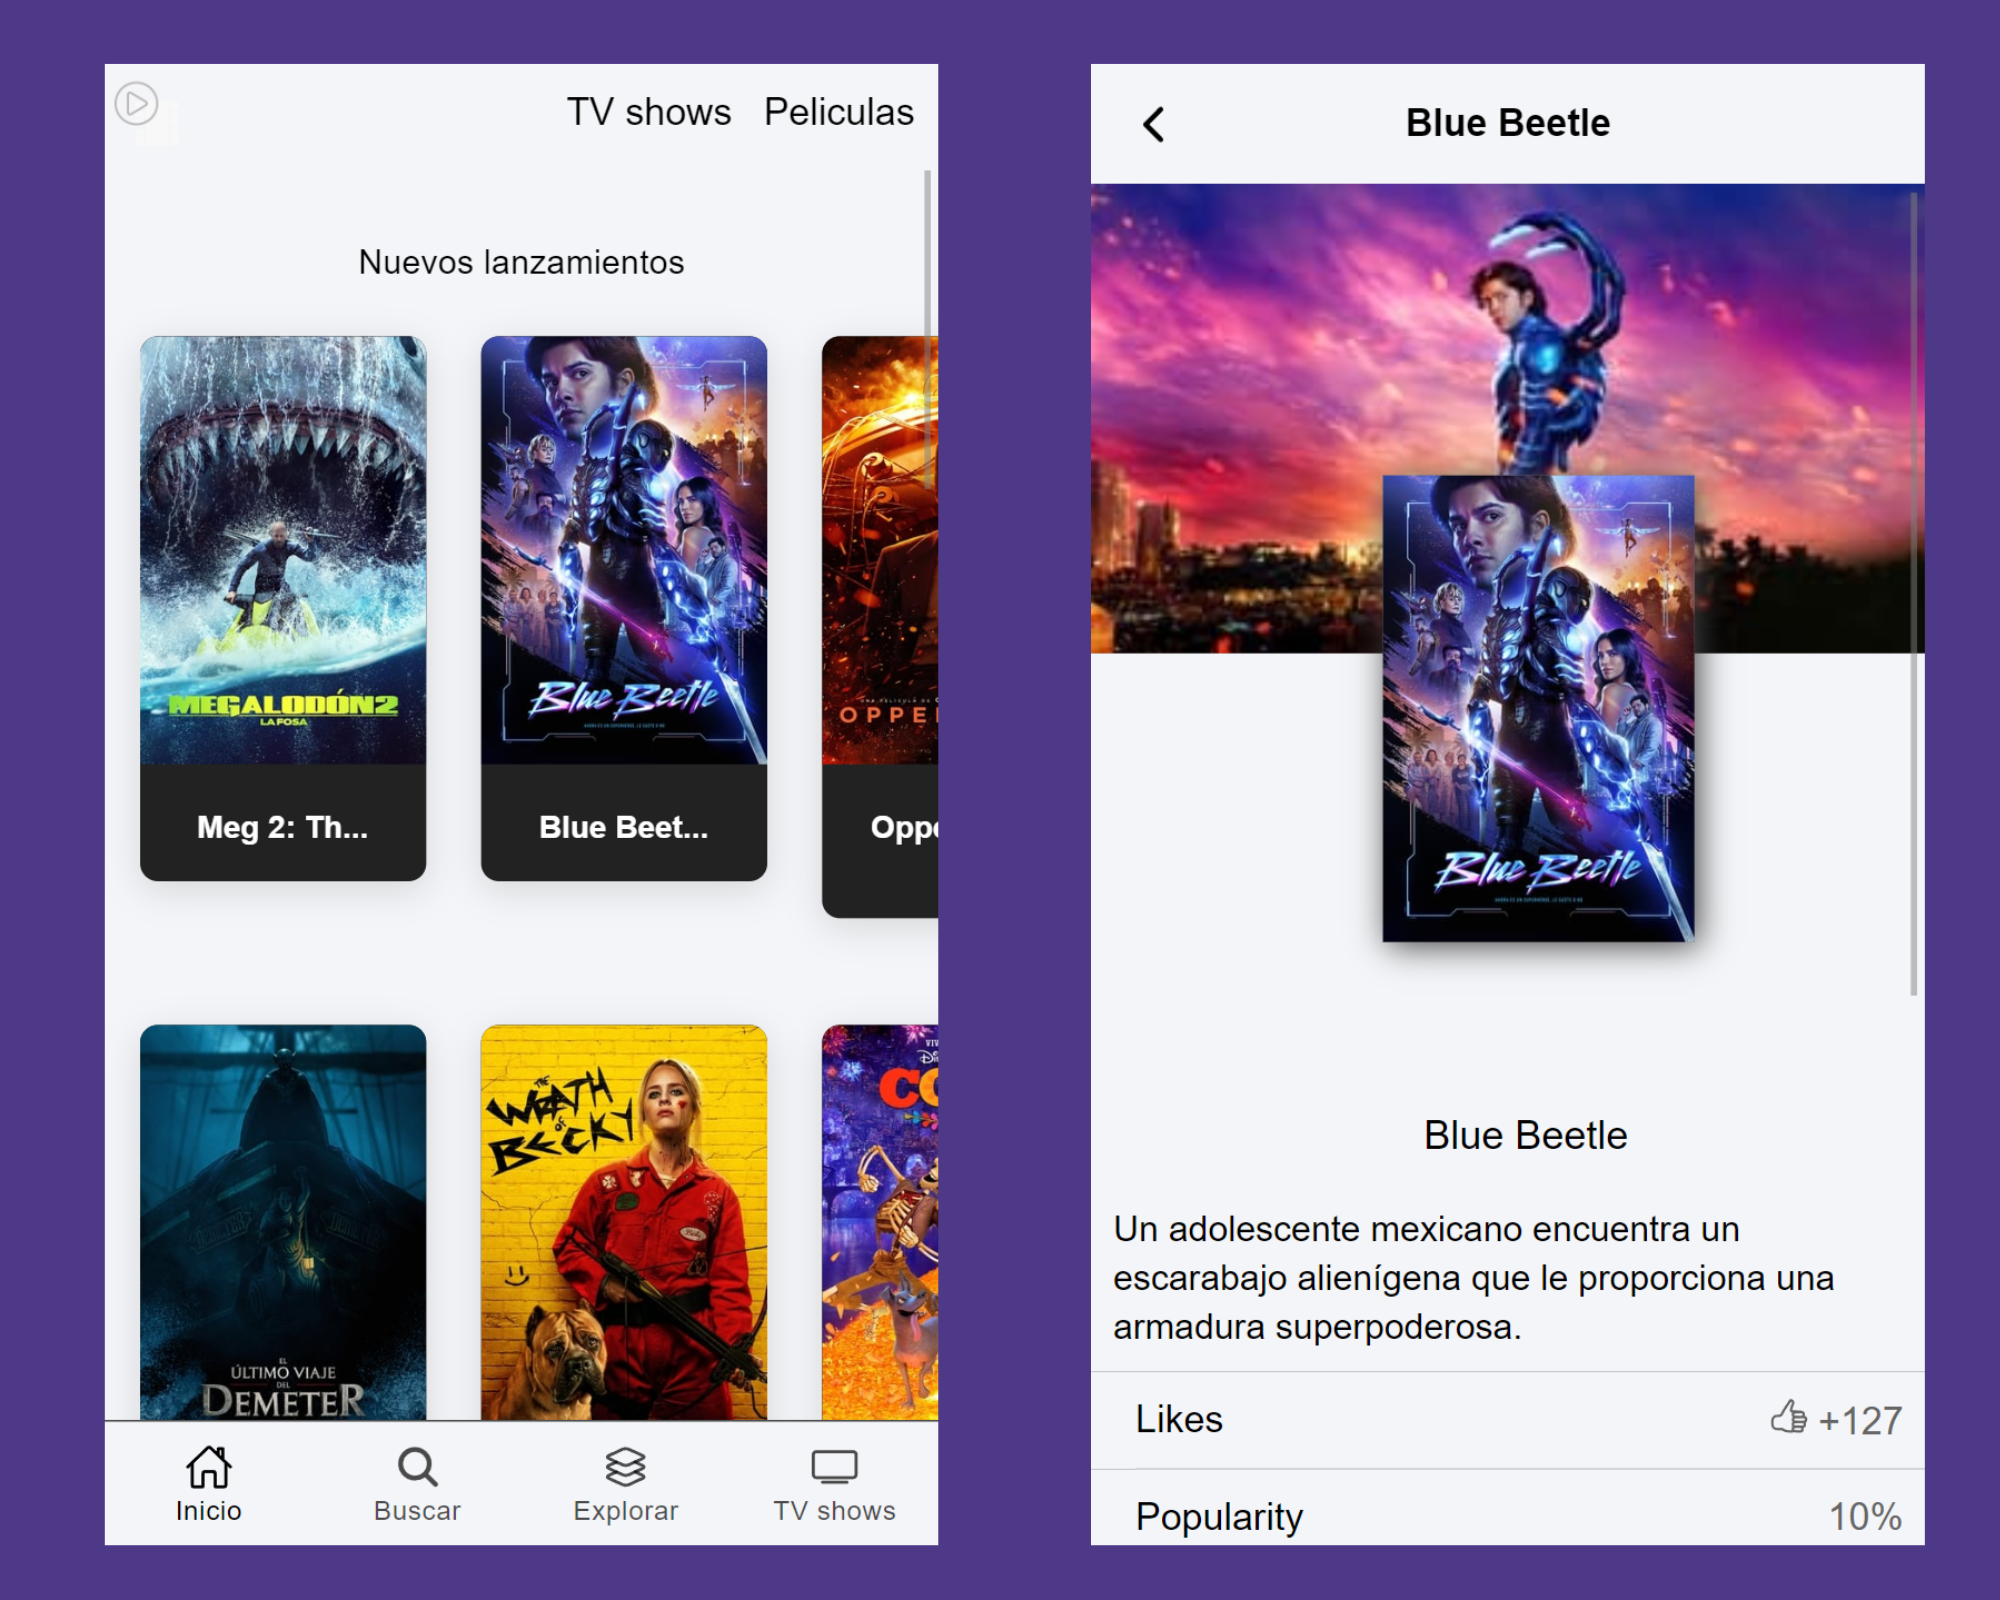 TV shows Peliculas
Nuevos lanzamientos
MEGALODÓN2
LA FOSA
Blue Beetle
OPPE
Meg 2: Th...
Blue Beet...
Oppe
EL
ÚLTIMO VIAJE
DEL
DEMETER
THE
WRATH
OF
BECKY
CO
Inicio
Buscar
Explorar
TV shows
Blue Beetle
Blue Beetle
Blue Beetle
Un adolescente mexicano encuentra un
escarabajo alienígena que le proporciona una
armadura superpoderosa.
Likes +127
Popularity 10%